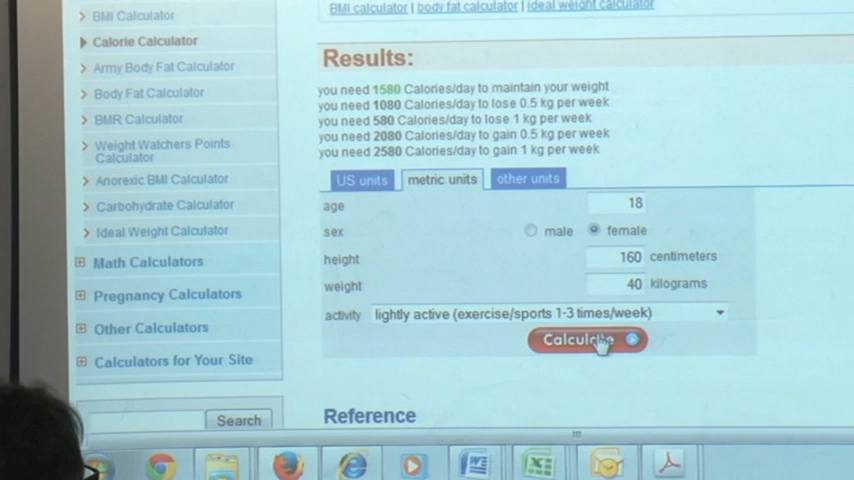 BMI Calculator
Calorie Calculator
Army Body Fat Calculator
Body Fat Calculator
BMR Calculator
Weight Watchers Points
Calculator
Anorexic BMI Calculator
Carbohydrate Calculator
Ideal Weight Calculator
Math Calculators
Pregnancy Calculators
Other Calculators
Calculators for Your Site
Search
BMI calculator | body fat calculator | ideal weight calculator
Results:
you need 1580 Calories/day to maintain your weight
you need 1080 Calories/day to lose 0.5 kg per week
you need 580 Calories/day to lose 1 kg per week
you need 2080 Calories/day to gain 0.5 kg per week
you need 2580 Calories/day to gain 1 kg per week
US units metric units other units
age 18
sex male female
height 160 centimeters
weight 40 kilograms
activity lightly active (exercise/sports 1-3 times/week)
Calculate
Reference